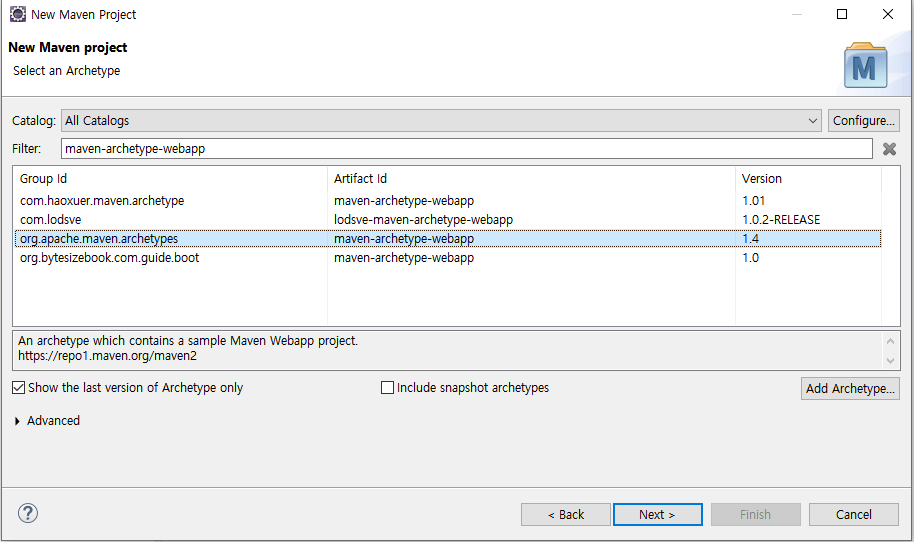 New Maven Project
New Maven project
Select an Archetype
M
Catalog: All Catalogs Configure...
Filter: maven-archetype-webapp
Group Id Artifact Id Version
com.haoxuer.maven.archetype maven-archetype-webapp 1.01
com.lodsve lodsve-maven-archetype-webapp 1.0.2-RELEASE
org.apache.maven.archetypes maven-archetype-webapp 1.4
org.bytesizebook.com.guide.boot maven-archetype-webapp 1.0
An archetype which contains a sample Maven Webapp project.
https://repo1.maven.org/maven2
Show the last version of Archetype only Include snapshot archetypes Add Archetype...
Advanced
? < Back Next > Finish Cancel